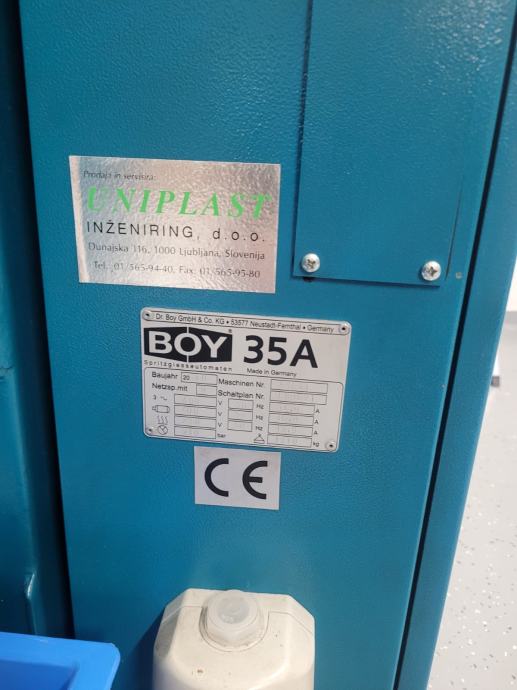 Prodaja in servisira:
UNIPLAST
INŽENIRING, d.o.o.
Dunajska 116, 1000 Ljubljana, Slovenija
Tel.: 01/565-94-40, Fax: 01/565-95-80
Dr. Boy GmbH & Co. KG • 53577 Neustadt-Fernthal • Germany
BOY® 35A
Spritzgiessautomaten Made in Germany
Baujahr 20 Maschinen Nr.
Netzsp.mit Schaltplan Nr.
3 ~ V Hz A
V Hz A
V Hz A
bar kg
CE